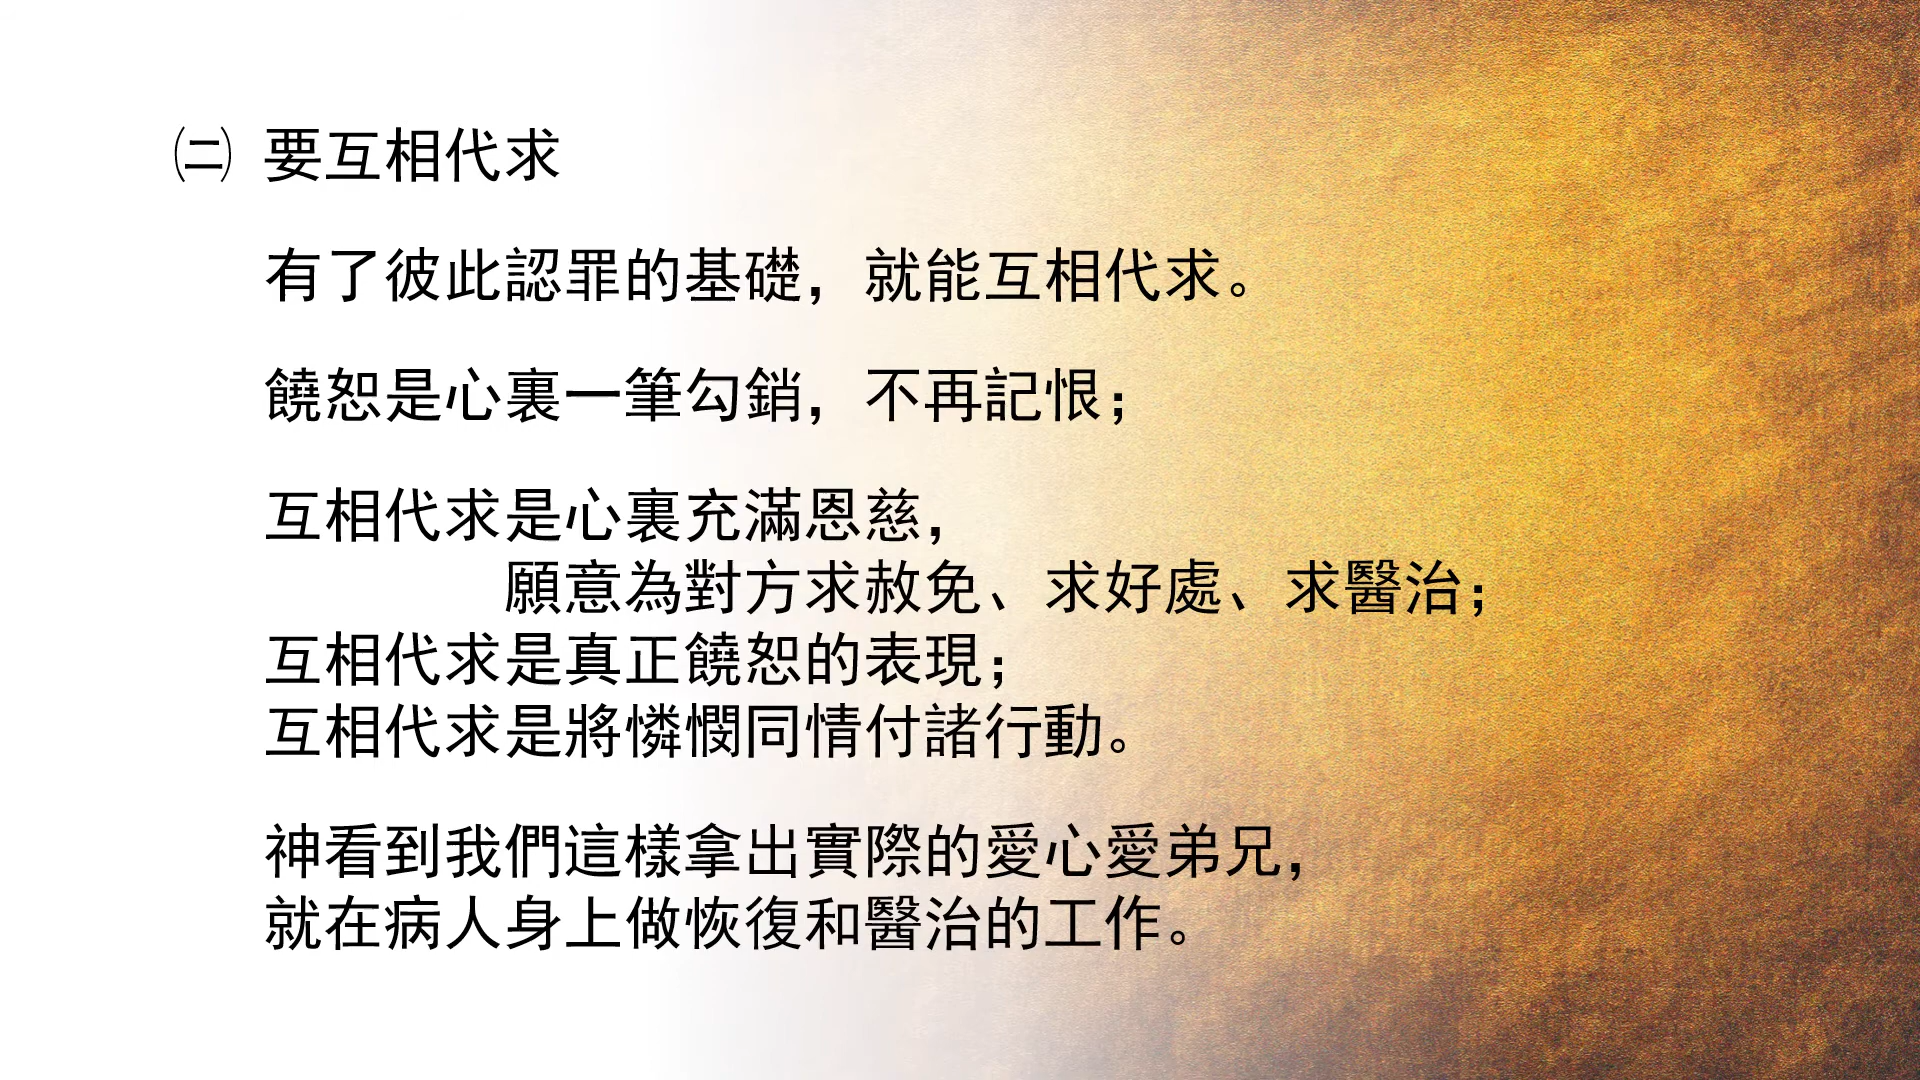 ㈡ 要互相代求
有了彼此認罪的基礎，就能互相代求。
饒恕是心裏一筆勾銷，不再記恨；
互相代求是心裏充滿恩慈，
願意為對方求赦免、求好處、求醫治；
互相代求是真正饒恕的表現；
互相代求是將憐憫同情付諸行動。
神看到我們這樣拿出實際的愛心愛弟兄，
就在病人身上做恢復和醫治的工作。